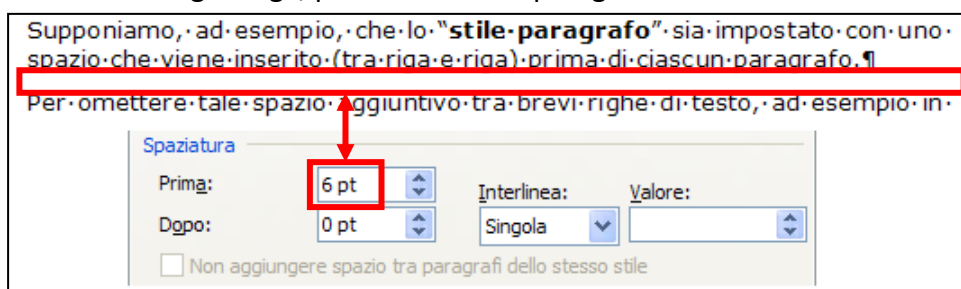 Supponiamo,·ad·esempio,·che·lo·"stile·paragrafo"·sia·impostato·con·uno·
spazio·che·viene·inserito·(tra·riga·e·riga)·prima·di·ciascun·paragrafo.¶
Per·omettere·tale·spazio·aggiuntivo·tra·brevi·righe·di·testo,·ad·esempio·in·
Spaziatura
Prima: 6 pt Interlinea: Valore:
Dopo: 0 pt Singola
Non aggiungere spazio tra paragrafi dello stesso stile